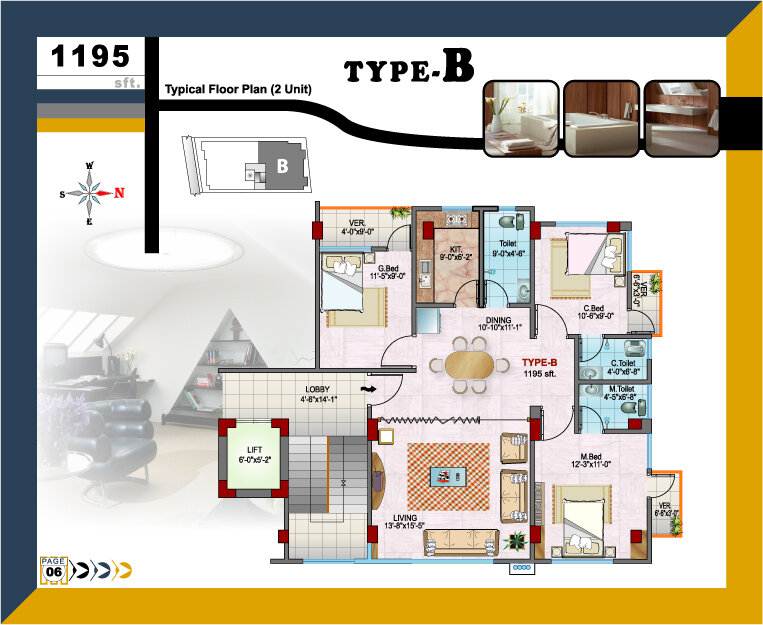 1195
sft.
TYPE-B
Typical Floor Plan (2 Unit)
B
W
S
N
E
VER.
4'-0"x9'-0"
KIT.
9'-0"x6'-2"
Toilet
9'-0"x4'-6"
G.Bed
11'-5"x9'-0"
C.Bed
10'-6"x9'-0"
VER.
6'-6"x3'-0"
DINING
10'-10"x11'-1"
TYPE-B
1195 sft.
C.Toilet
4'-0"x6'-8"
M.Toilet
4'-5"x6'-8"
LOBBY
4'-6"x14'-1"
LIFT
6'-0"x5'-2"
M.Bed
12'-3"x11'-0"
VER.
6'-6"x3'-0"
LIVING
13'-8"x15'-5"
PAGE
06